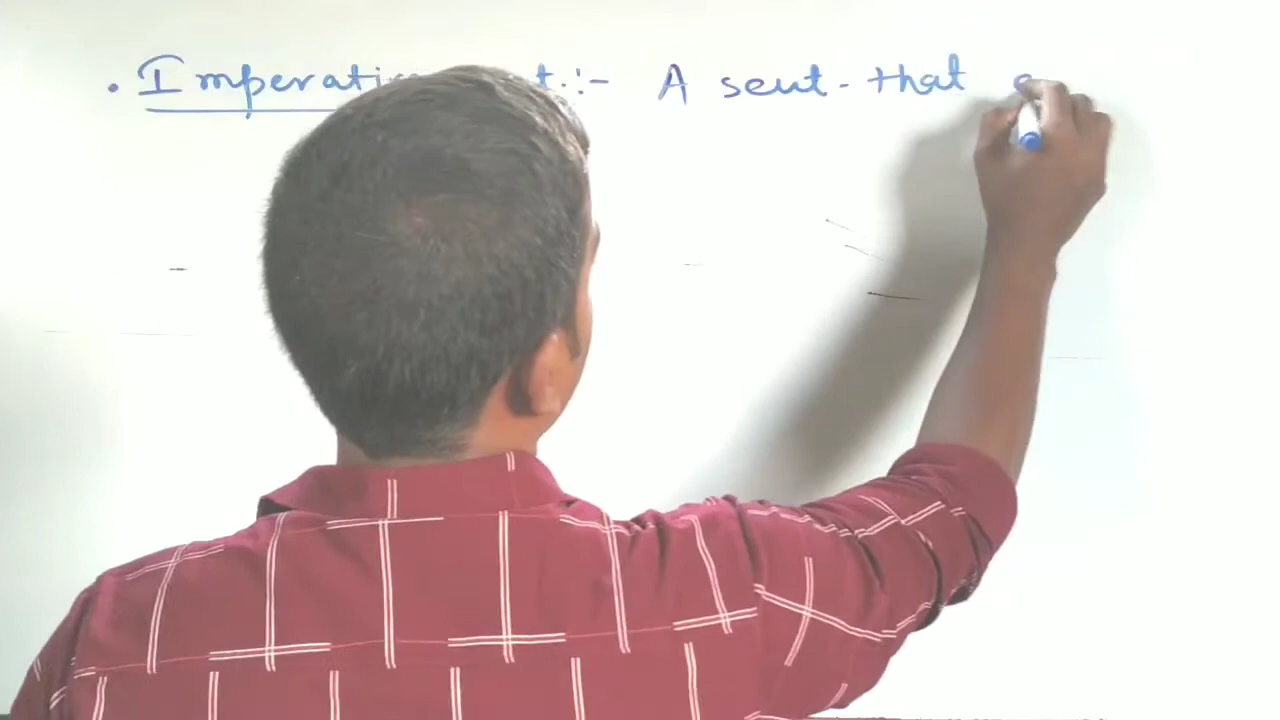 • Imperati t. :- A sent. that